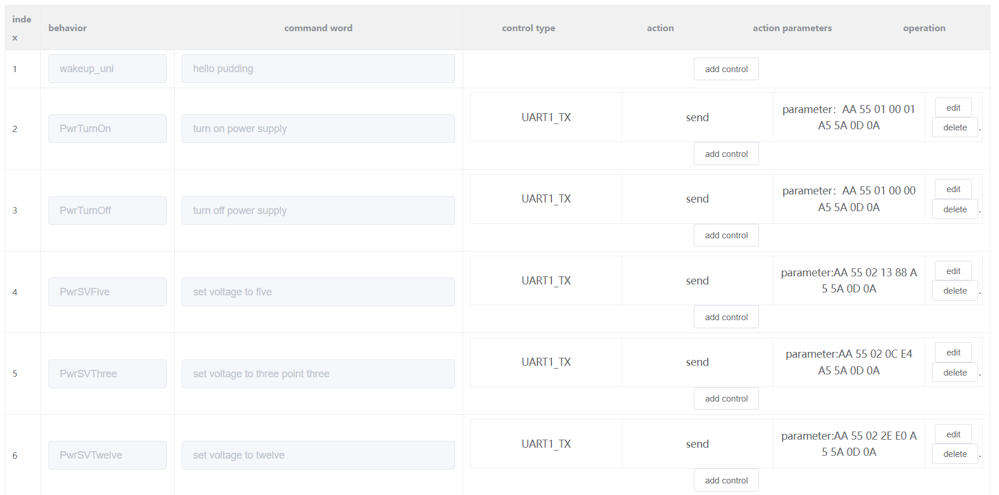 inde
x
behavior
command word
control type
action
action parameters
operation
1
wakeup_uni
hello pudding
add control
2
PwrTurnOn
turn on power supply
UART1_TX
send
parameter：AA 55 01 00 01
A5 5A 0D 0A
edit
delete
.
add control
3
PwrTurnOff
turn off power supply
UART1_TX
send
parameter：AA 55 01 00 00
A5 5A 0D 0A
edit
delete
.
add control
4
PwrSVFive
set voltage to five
UART1_TX
send
parameter:AA 55 02 13 88 A
5 5A 0D 0A
edit
delete
.
add control
5
PwrSVThree
set voltage to three point three
UART1_TX
send
parameter:AA 55 02 0C E4
A5 5A 0D 0A
edit
delete
.
add control
6
PwrSVTwelve
set voltage to twelve
UART1_TX
send
parameter:AA 55 02 2E E0 A
5 5A 0D 0A
edit
delete
.
add control